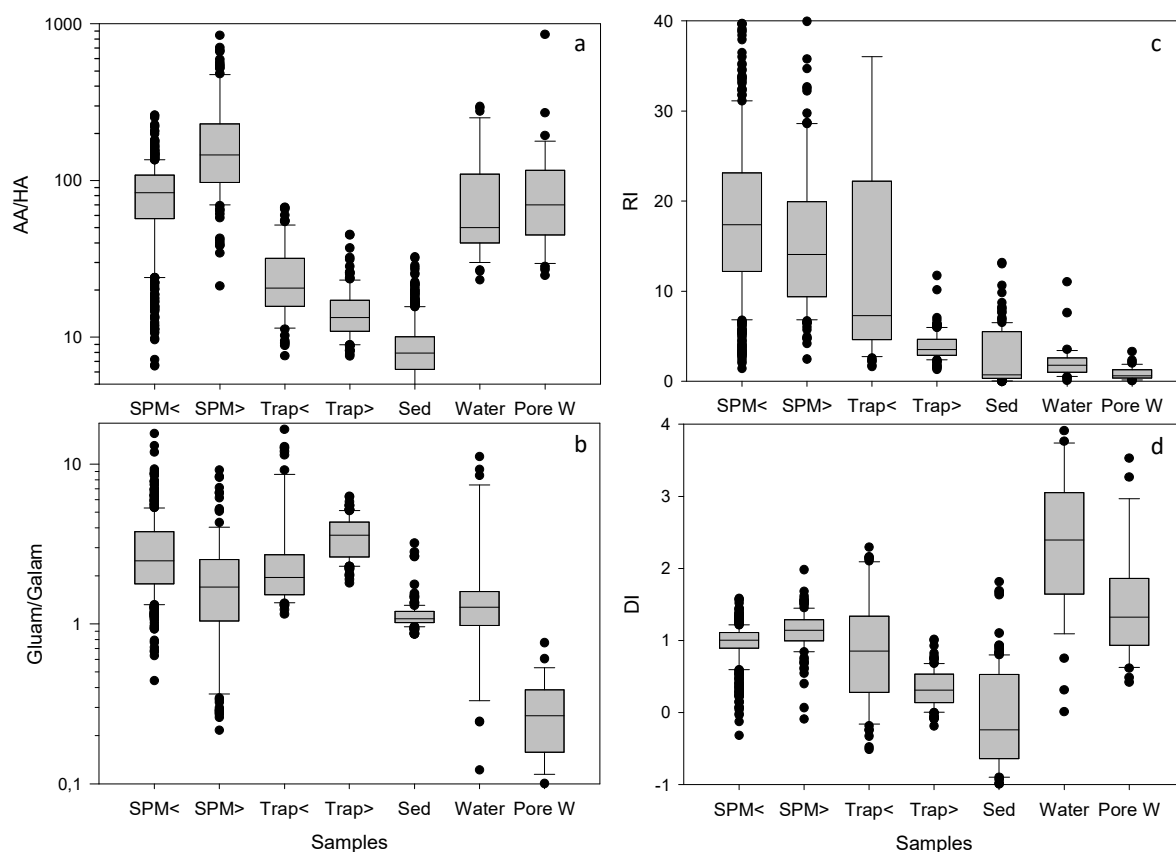 a
1000
100
10
AA/HA
SPM< SPM> Trap< Trap> Sed Water Pore W
b
10
1
0,1
Gluam/Galam
SPM< SPM> Trap< Trap> Sed Water Pore W
Samples
c
40
30
20
10
0
RI
SPM< SPM> Trap< Trap> Sed Water Pore W
d
4
3
2
1
0
-1
DI
SPM< SPM> Trap< Trap> Sed Water Pore W
Samples